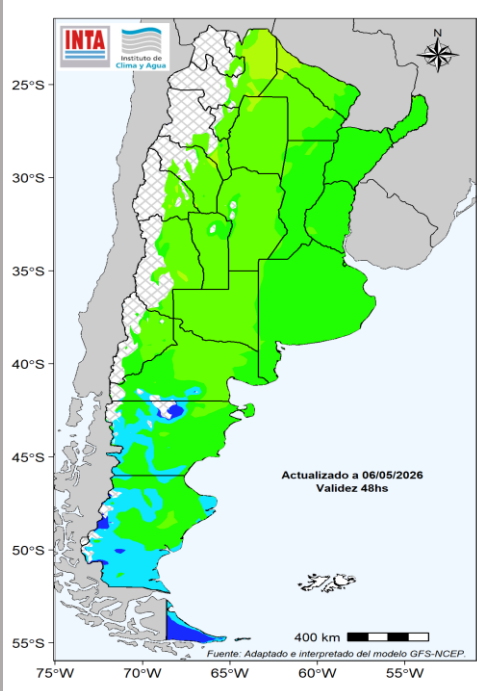 INTA
Instituto de
Clima y Agua
N
25°S
30°S
35°S
40°S
45°S
50°S
55°S
Actualizado a 06/05/2026
Validez 48hs
400 km
Fuente: Adaptado e interpretado del modelo GFS-NCEP.
75°W
70°W
65°W
60°W
55°W